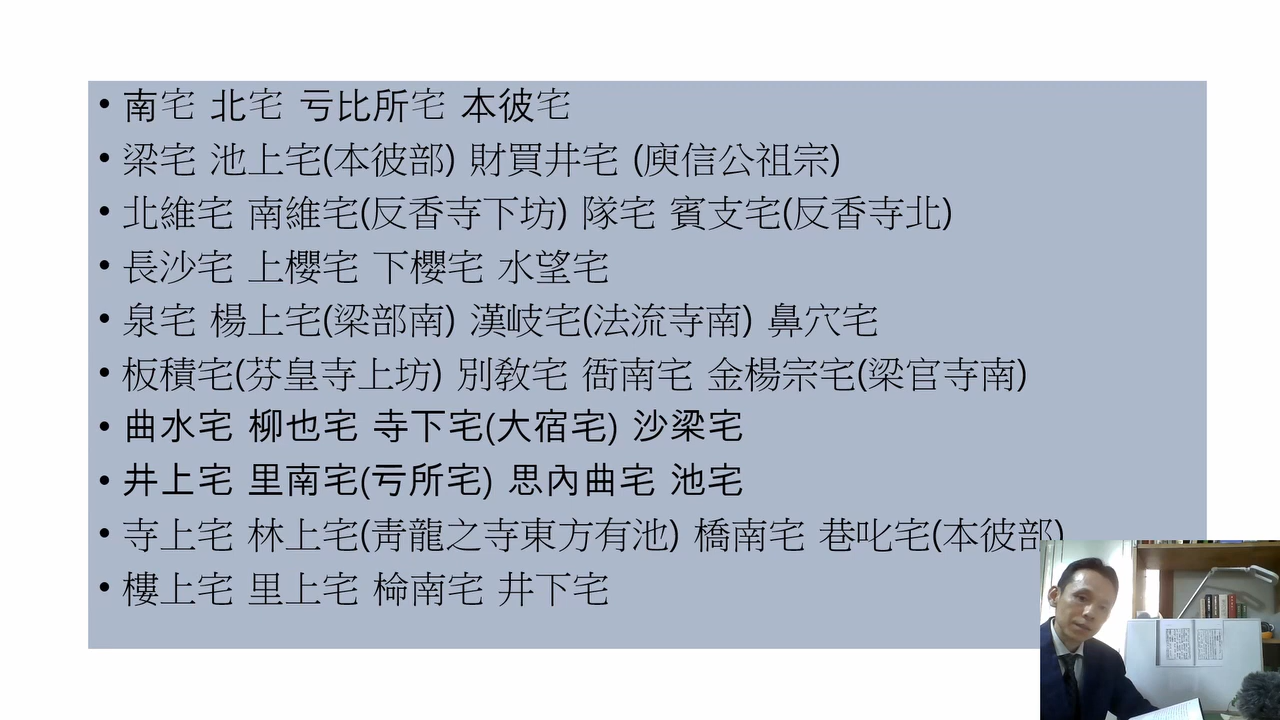 • 南宅 北宅 亏比所宅 本彼宅
• 梁宅 池上宅(本彼部) 財買井宅 (庾信公祖宗)
• 北維宅 南維宅(反香寺下坊) 隊宅 賓支宅(反香寺北)
• 長沙宅 上櫻宅 下櫻宅 水望宅
• 泉宅 楊上宅(梁部南) 漢岐宅(法流寺南) 鼻穴宅
• 板積宅(芬皇寺上坊) 別敎宅 衙南宅 金楊宗宅(梁官寺南)
• 曲水宅 柳也宅 寺下宅(大宿宅) 沙梁宅
• 井上宅 里南宅(亏所宅) 思內曲宅 池宅
• 寺上宅 林上宅(靑龍之寺東方有池) 橋南宅 巷叱宅(本彼部)
• 樓上宅 里上宅 椧南宅 井下宅